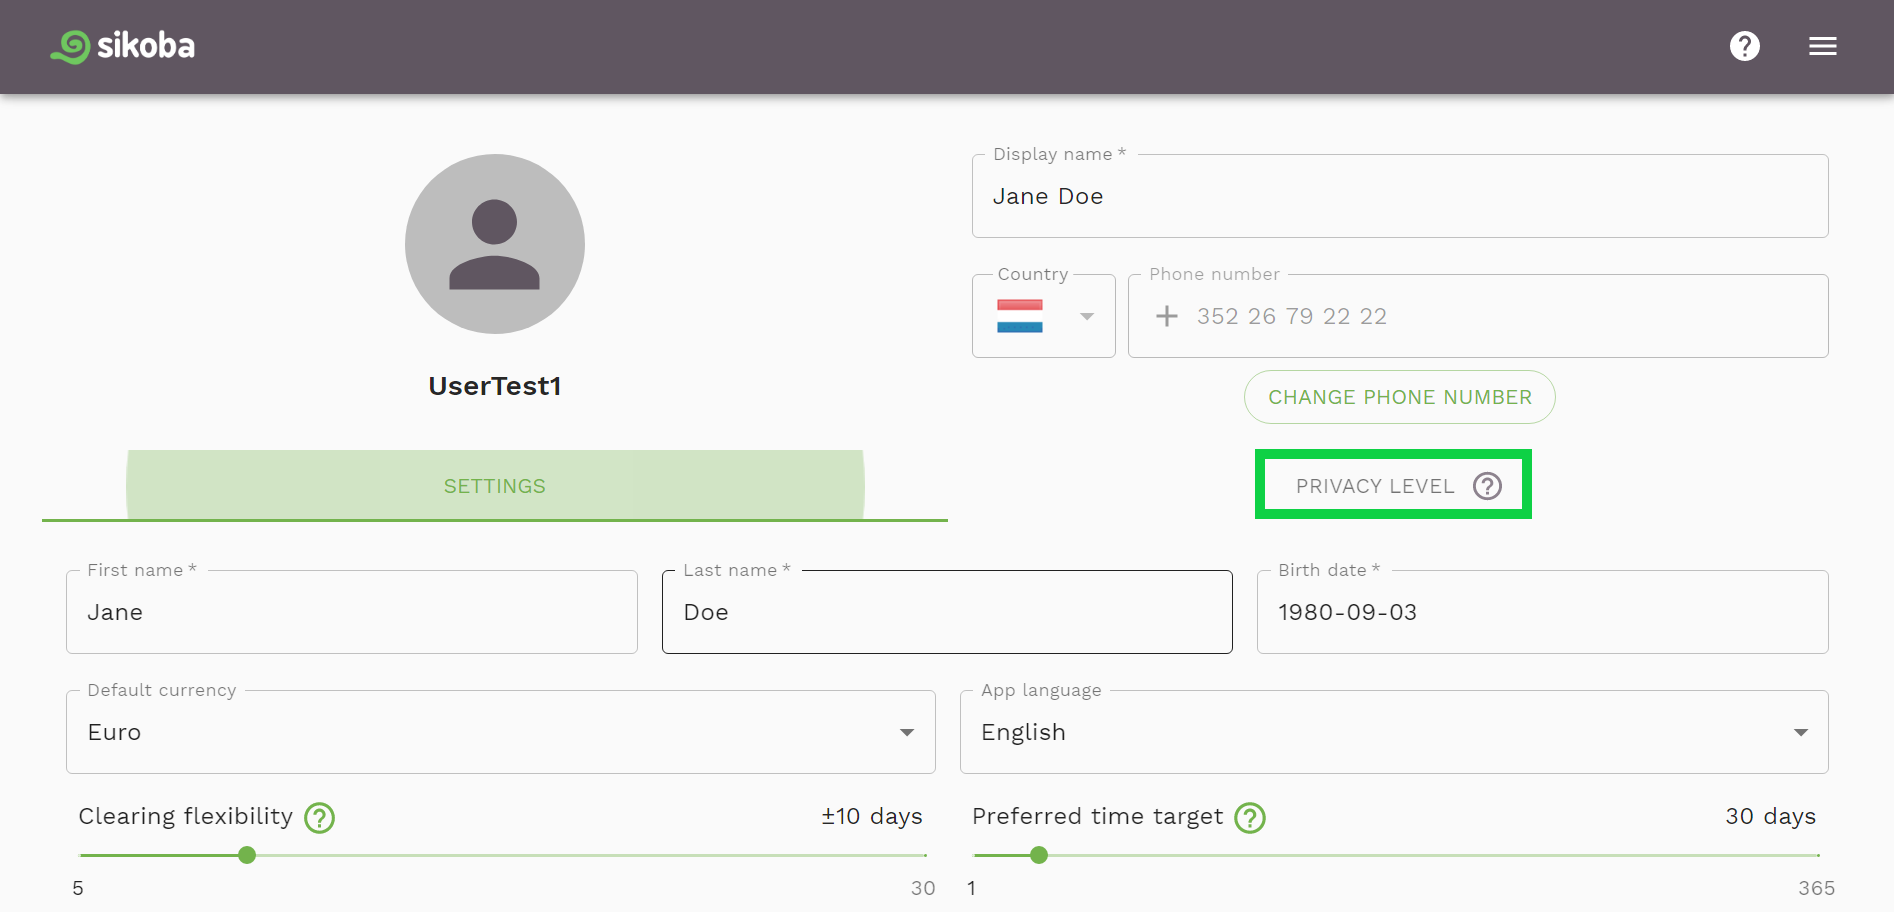 sikoba
Display name *
Jane Doe
Country
Phone number
+ 352 26 79 22 22
UserTest1
CHANGE PHONE NUMBER
SETTINGS
PRIVACY LEVEL ?
First name *
Jane
Last name *
Doe
Birth date *
1980-09-03
Default currency
Euro
App language
English
Clearing flexibility ?
±10 days
Preferred time target ?
30 days
5
30
1
365